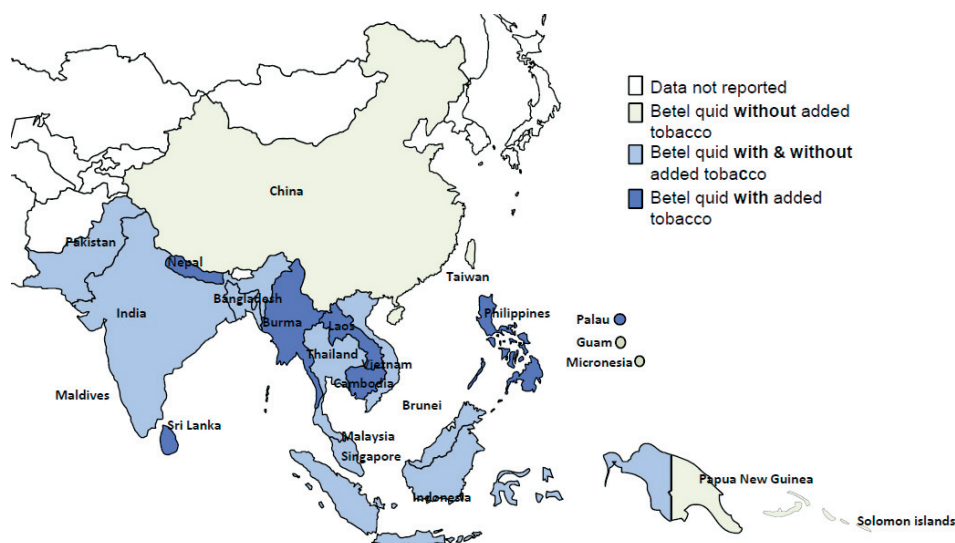 Data not reported
Betel quid without added
tobacco
Betel quid with & without
added tobacco
Betel quid with added
tobacco
China
Pakistan
Nepal
Taiwan
Bangladesh
India
Burma
Laos
Philippines
Palau
Guam
Thailand
Vietnam
Micronesia
Cambodia
Maldives
Brunei
Sri Lanka
Malaysia
Singapore
Indonesia
Papua New Guinea
Solomon islands